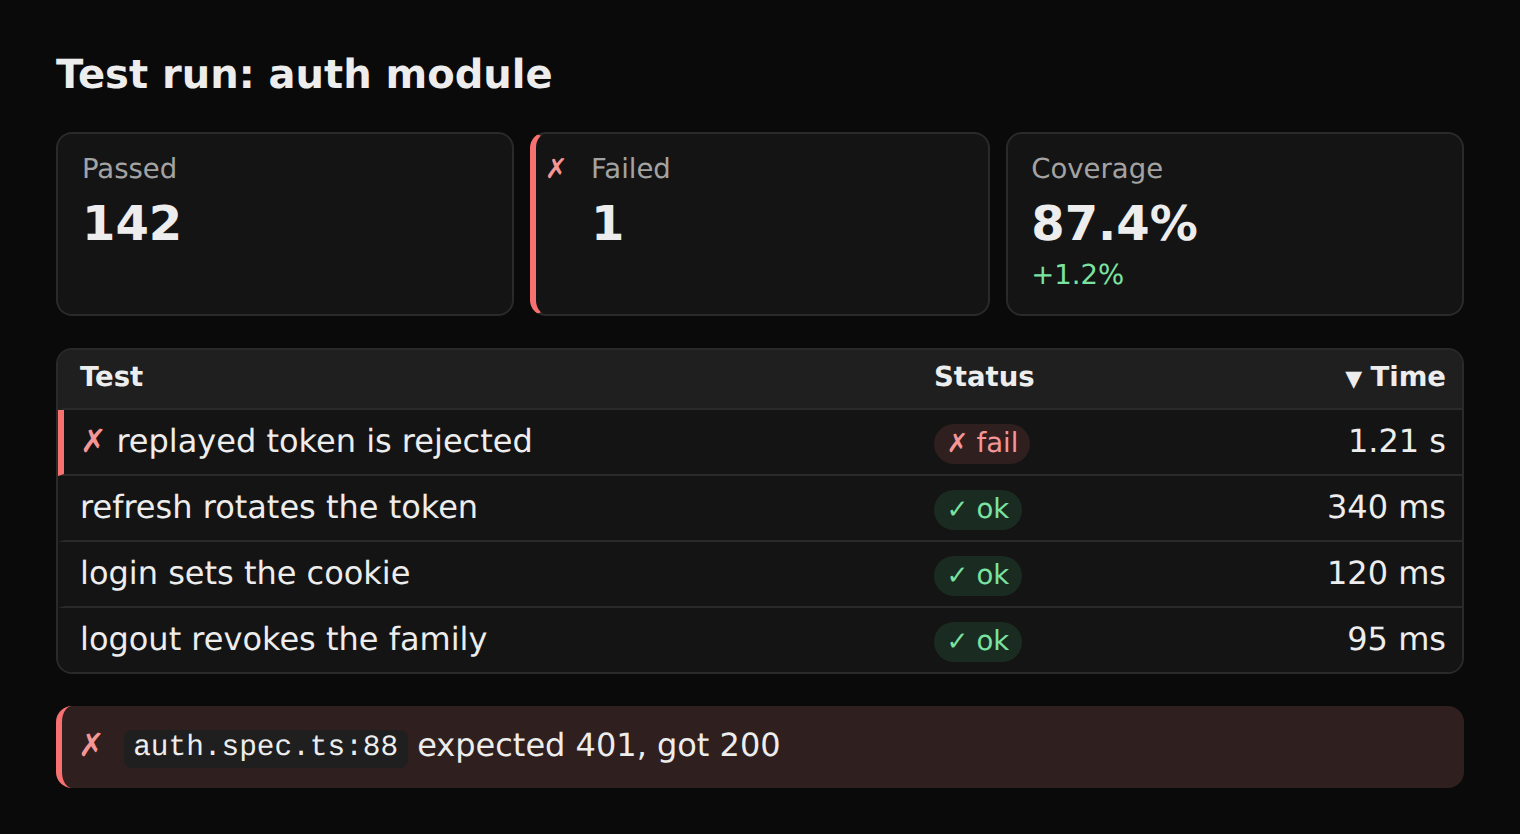 Test run: auth module
Passed
142
✗ Failed
1
Coverage
87.4%
+1.2%
Test Status ▼ Time
✗ replayed token is rejected ✗ fail 1.21 s
refresh rotates the token ✓ ok 340 ms
login sets the cookie ✓ ok 120 ms
logout revokes the family ✓ ok 95 ms
✗ auth.spec.ts:88 expected 401, got 200